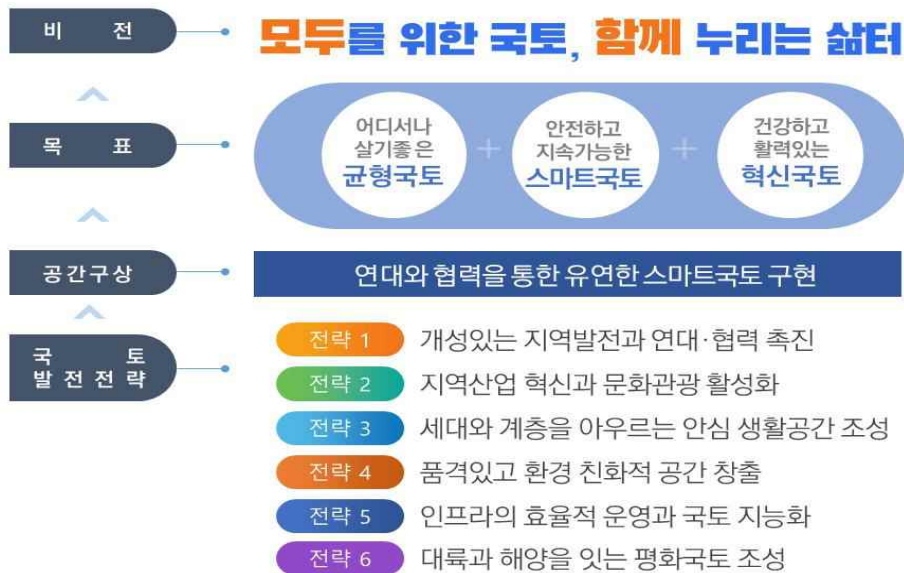 비 전
모두를 위한 국토, 함께 누리는 삶터
목 표
어디서나
살기좋은
균형국토
+
안전하고
지속가능한
스마트국토
+
건강하고
활력있는
혁신국토
공간구상
연대와 협력을 통한 유연한 스마트국토 구현
국 토
발전전략
전략 1 개성있는 지역발전과 연대·협력 촉진
전략 2 지역산업 혁신과 문화관광 활성화
전략 3 세대와 계층을 아우르는 안심 생활공간 조성
전략 4 품격있고 환경 친화적 공간 창출
전략 5 인프라의 효율적 운영과 국토 지능화
전략 6 대륙과 해양을 잇는 평화국토 조성